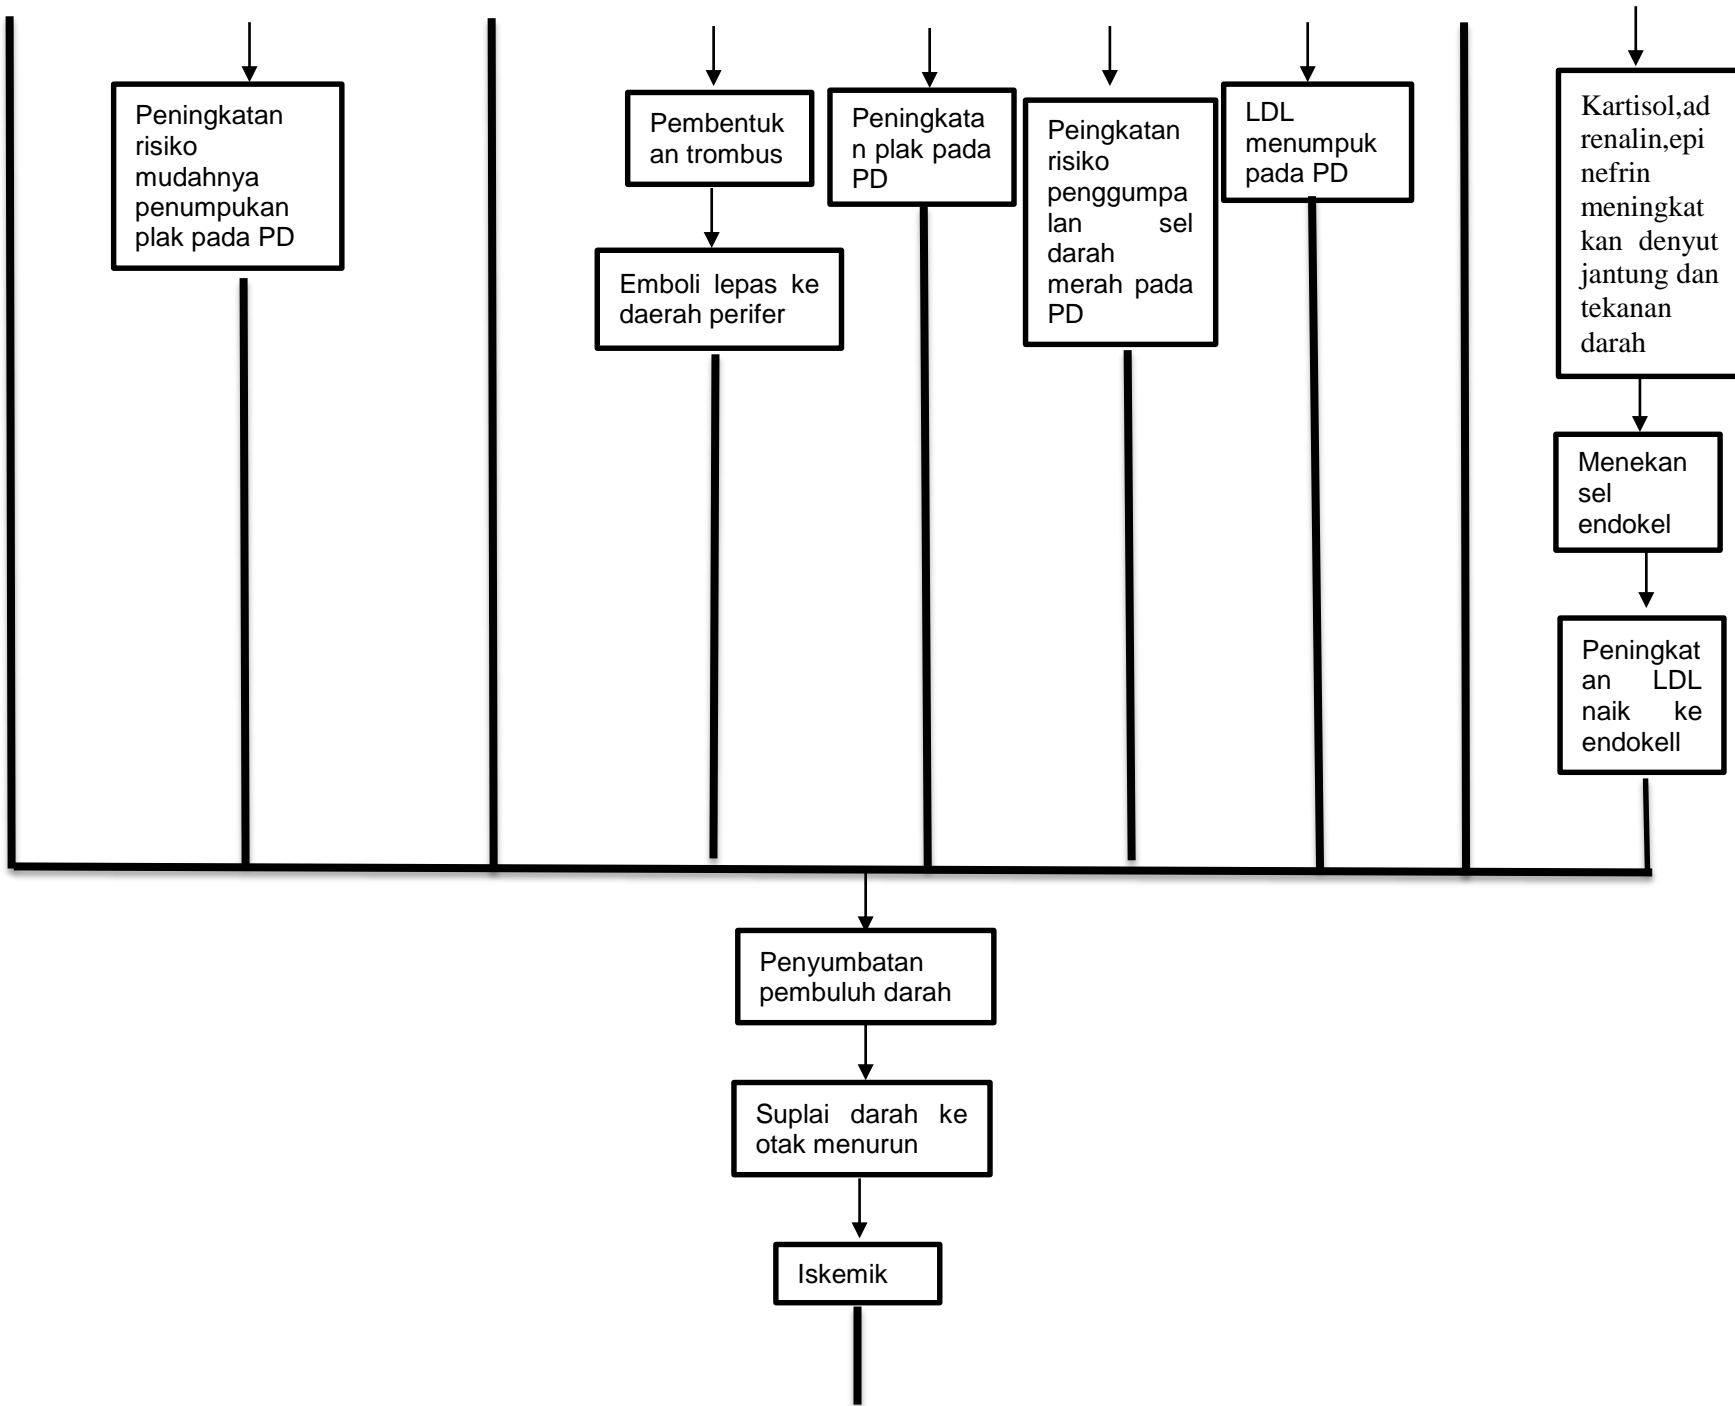 Peningkatan
risiko
mudahnya
penumpukan
plak pada PD
Pembentuk
an trombus
Emboli lepas ke
daerah perifer
Peningkata
n plak pada
PD
Peingkatan
risiko
penggumpa
lan sel
darah
merah pada
PD
LDL
menumpuk
pada PD
Kartisol,ad
renalin,epi
nefrin
meningkat
kan denyut
jantung dan
tekanan
darah
Menekan
sel
endokel
Peningkat
an LDL
naik ke
endokell
Penyumbatan
pembuluh darah
Suplai darah ke
otak menurun
Iskemik